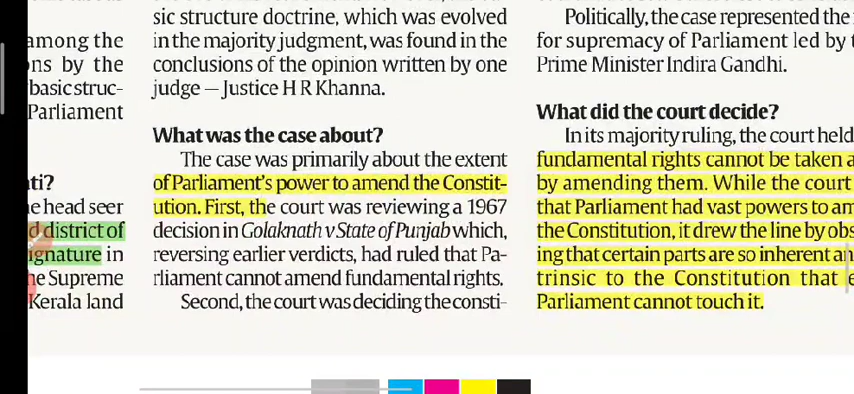 among the
ons by the
basic struc-
Parliament
ti?
e head seer
d district of
ignature in
he Supreme
Kerala land
sic structure doctrine, which was evolved
in the majority judgment, was found in the
conclusions of the opinion written by one
judge — Justice H R Khanna.
What was the case about?
The case was primarily about the extent
of Parliament's power to amend the Constit-
ution. First, the court was reviewing a 1967
decision in Golaknath v State of Punjab which,
reversing earlier verdicts, had ruled that Pa-
rliament cannot amend fundamental rights.
Second, the court was deciding the consti-
Politically, the case represented the
for supremacy of Parliament led by
Prime Minister Indira Gandhi.
What did the court decide?
In its majority ruling, the court held
fundamental rights cannot be taken a
by amending them. While the court
that Parliament had vast powers to am
the Constitution, it drew the line by obs
ing that certain parts are so inherent an
trinsic to the Constitution that e
Parliament cannot touch it.